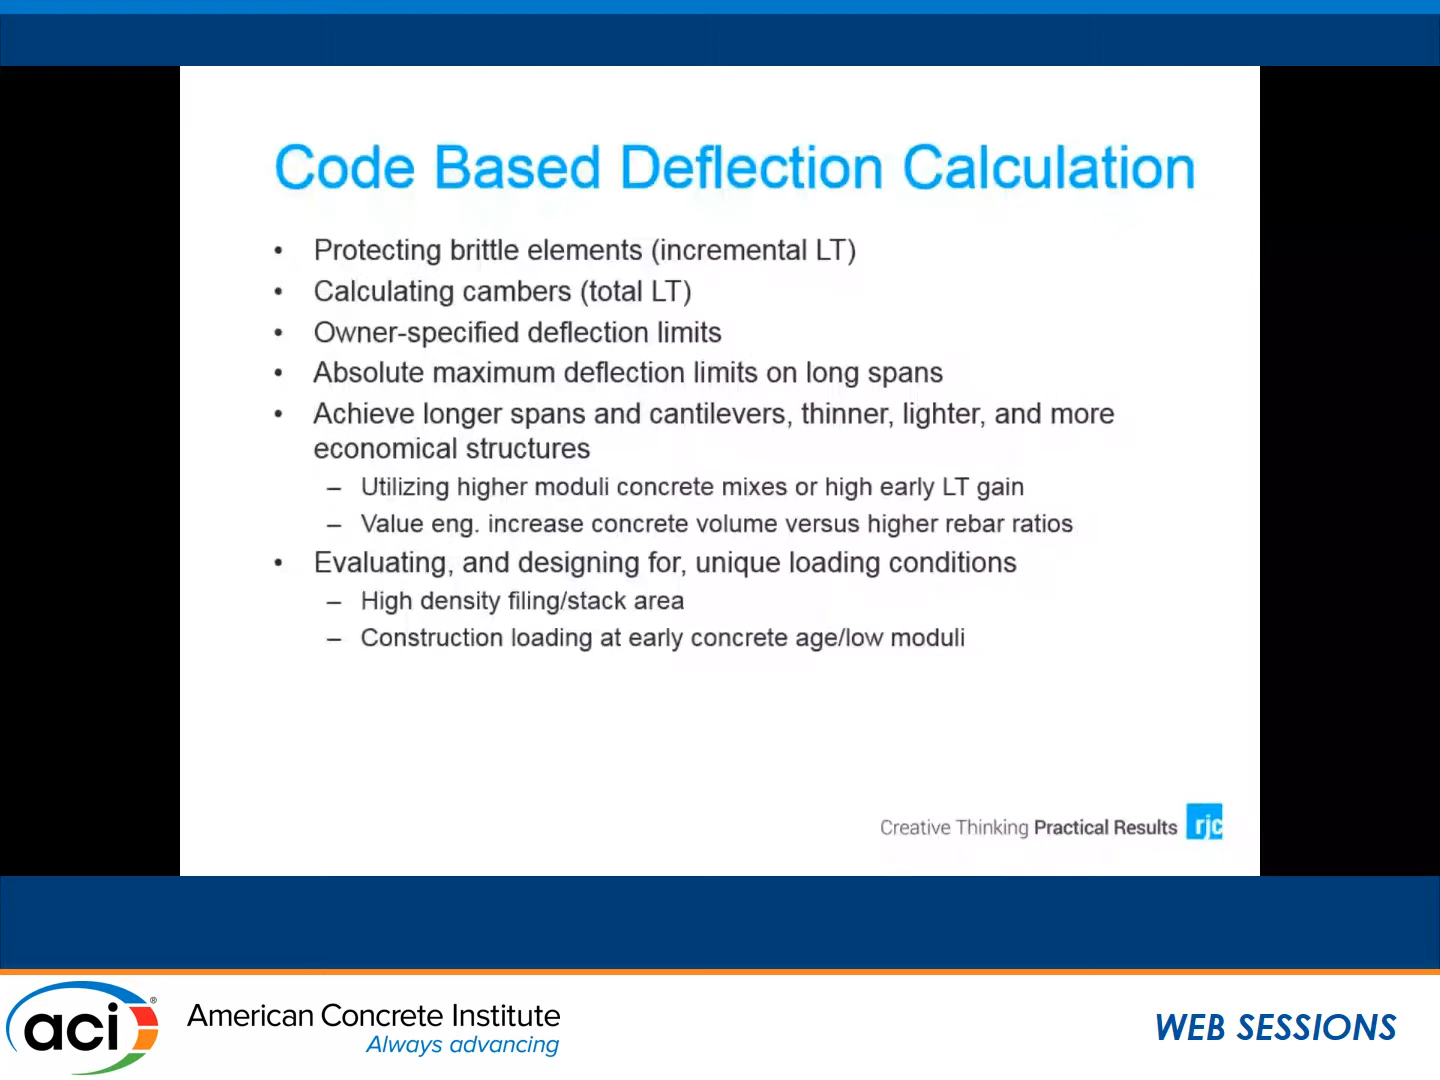 Code Based Deflection Calculation
• Protecting brittle elements (incremental LT)
• Calculating cambers (total LT)
• Owner-specified deflection limits
• Absolute maximum deflection limits on long spans
• Achieve longer spans and cantilevers, thinner, lighter, and more
economical structures
– Utilizing higher moduli concrete mixes or high early LT gain
– Value eng. increase concrete volume versus higher rebar ratios
• Evaluating, and designing for, unique loading conditions
– High density filing/stack area
– Construction loading at early concrete age/low moduli
Creative Thinking Practical Results rjc
aci®
American Concrete Institute
Always advancing
WEB SESSIONS